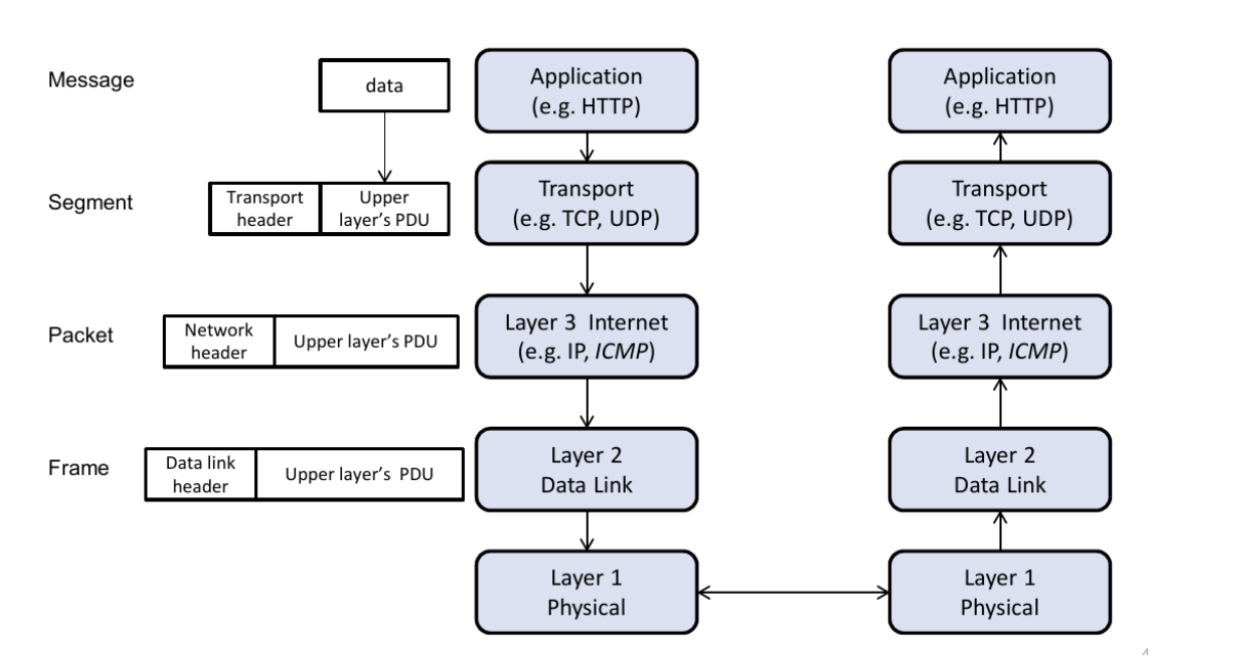 Message
data
Application
(e.g. HTTP)
Application
(e.g. HTTP)
Segment
Transport
header
Upper
layer's PDU
Transport
(e.g. TCP, UDP)
Transport
(e.g. TCP, UDP)
Packet
Network
header
Upper layer's PDU
Layer 3  Internet
(e.g. IP, ICMP)
Layer 3  Internet
(e.g. IP, ICMP)
Frame
Data link
header
Upper layer's  PDU
Layer 2
Data Link
Layer 2
Data Link
Layer 1
Physical
Layer 1
Physical
4